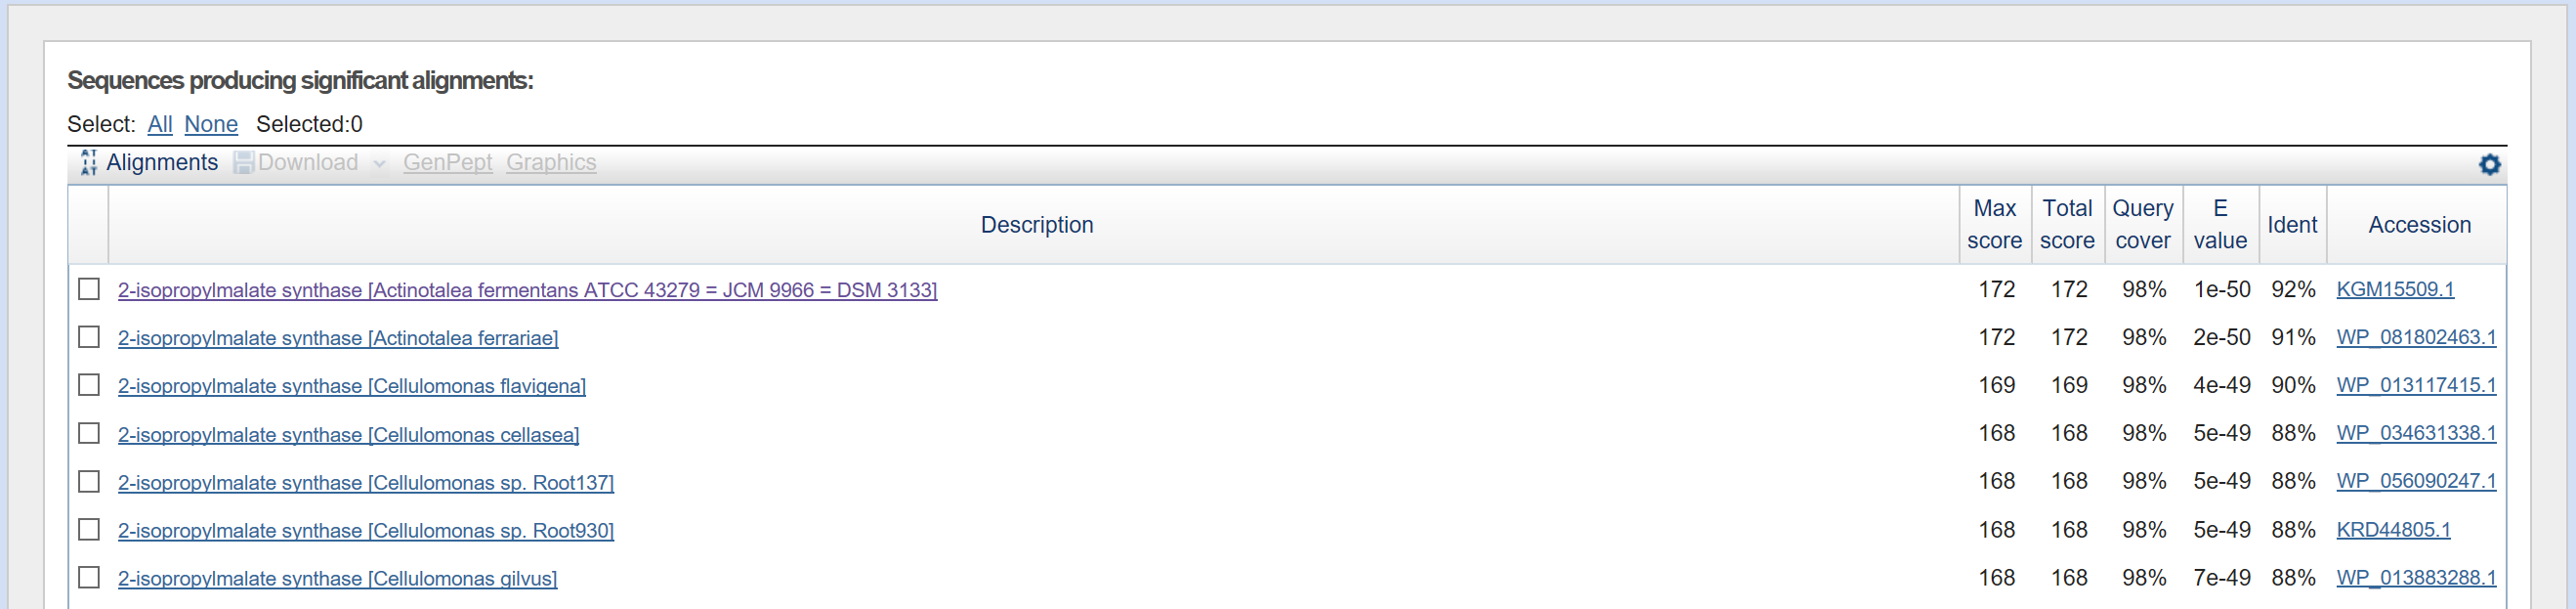 Sequences producing significant alignments:
Select: All None Selected:0
Alignments Download GenPept Graphics
Description Max score Total score Query cover E value Ident Accession
2-isopropylmalate synthase [Actinotalea fermentans ATCC 43279 = JCM 9966 = DSM 3133] 172 172 98% 1e-50 92% KGM15509.1
2-isopropylmalate synthase [Actinotalea ferrariae] 172 172 98% 2e-50 91% WP_081802463.1
2-isopropylmalate synthase [Cellulomonas flavigena] 169 169 98% 4e-49 90% WP_013117415.1
2-isopropylmalate synthase [Cellulomonas cellasea] 168 168 98% 5e-49 88% WP_034631338.1
2-isopropylmalate synthase [Cellulomonas sp. Root137] 168 168 98% 5e-49 88% WP_056090247.1
2-isopropylmalate synthase [Cellulomonas sp. Root930] 168 168 98% 5e-49 88% KRD44805.1
2-isopropylmalate synthase [Cellulomonas gilvus] 168 168 98% 7e-49 88% WP_013883288.1